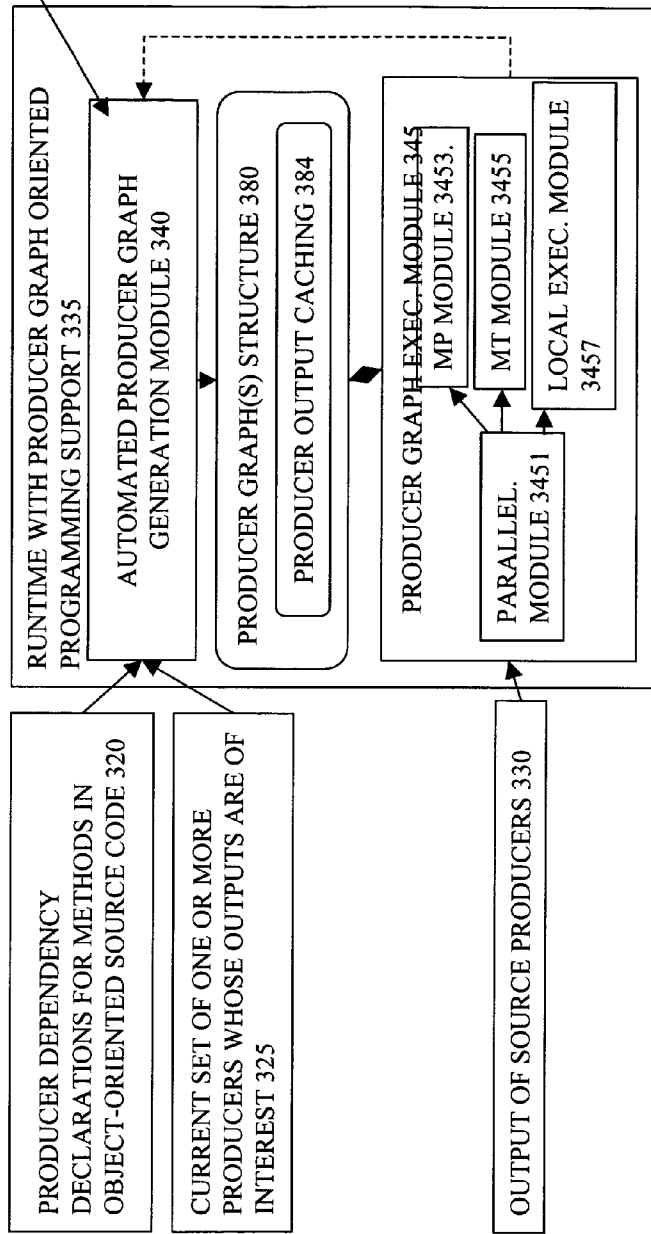 PRODUCER DEPENDENCY
DECLARATIONS FOR METHODS IN
OBJECT-ORIENTED SOURCE CODE 320
CURRENT SET OF ONE OR MORE
PRODUCERS WHOSE OUTPUTS ARE OF
INTEREST 325
OUTPUT OF SOURCE PRODUCERS 330
RUNTIME WITH PRODUCER GRAPH ORIENTED
PROGRAMMING SUPPORT 335
AUTOMATED PRODUCER GRAPH
GENERATION MODULE 340
PRODUCER GRAPH(S) STRUCTURE 380
PRODUCER OUTPUT CACHING 384
PRODUCER GRAPH EXEC. MODULE 345
PARALLEL.
MODULE 3451
MP MODULE 3453.
MT MODULE 3455
LOCAL EXEC. MODULE
3457